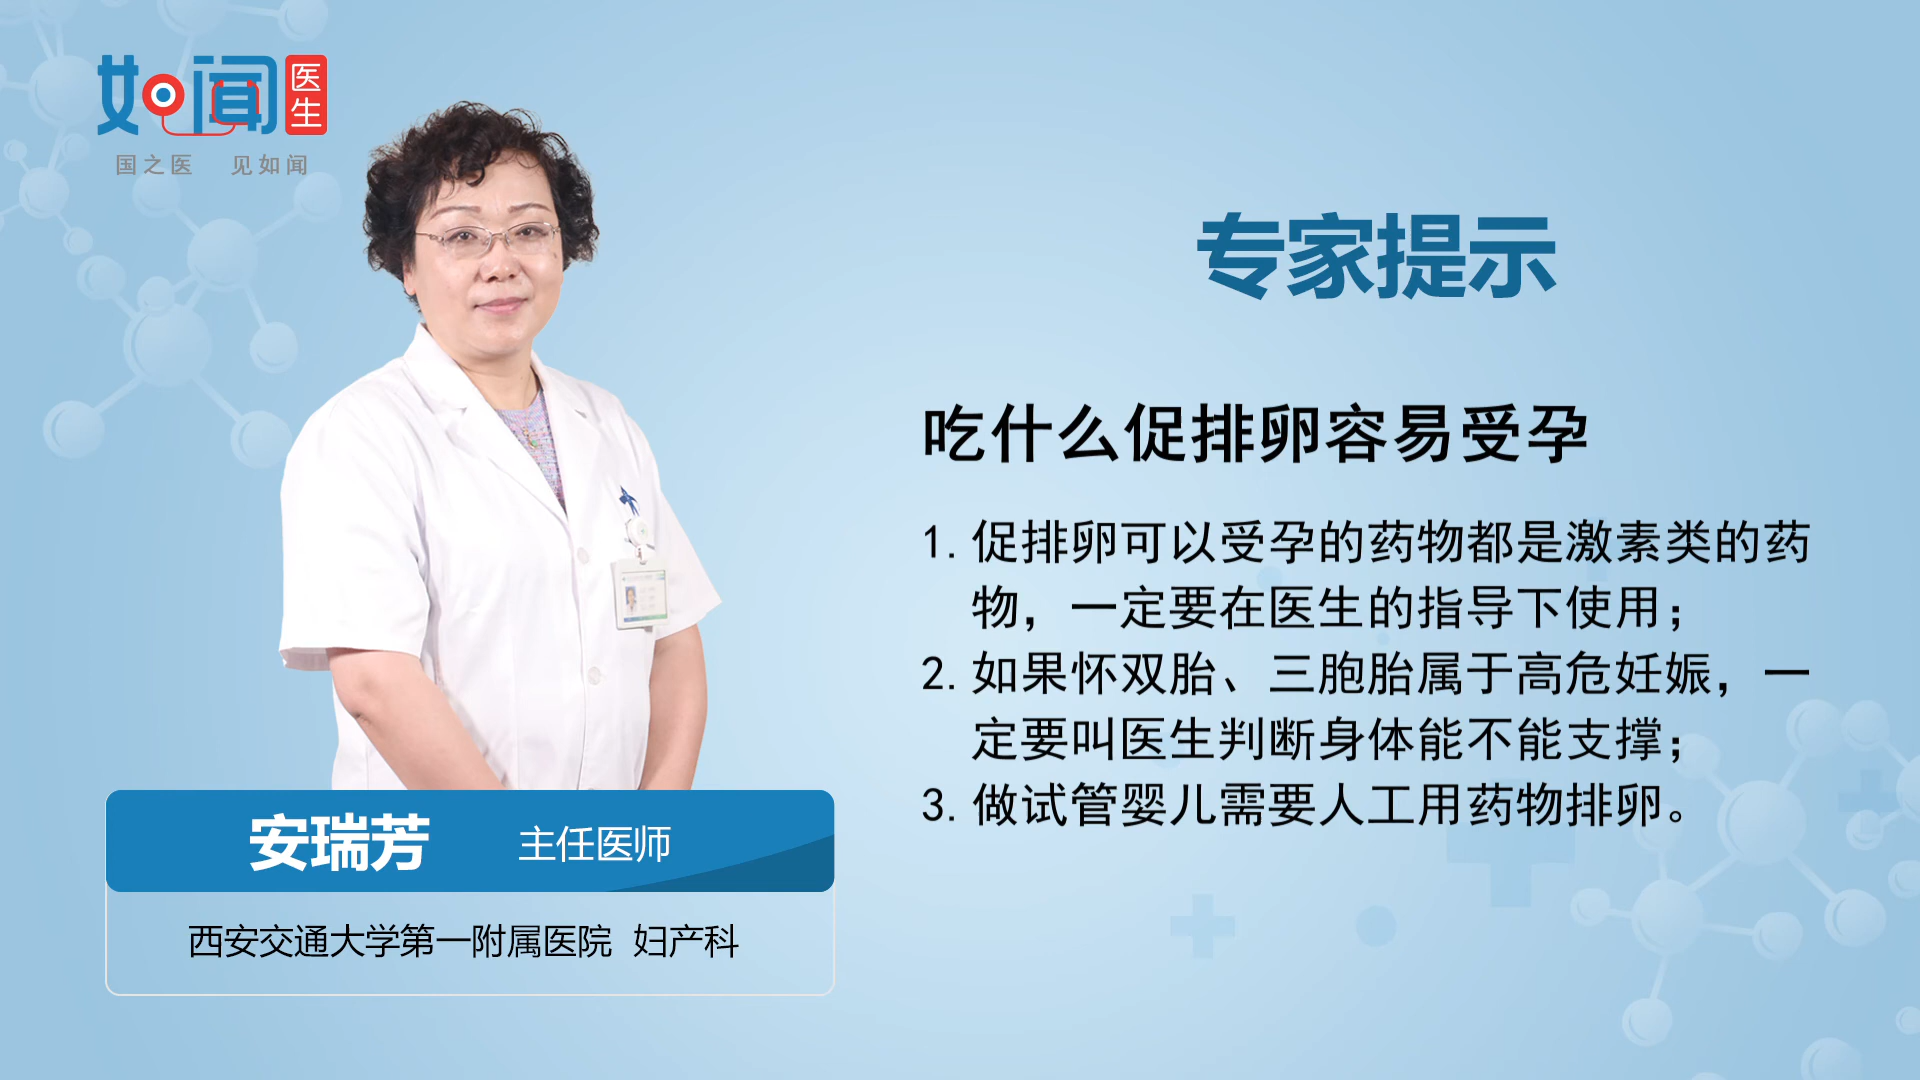 如闻医生
国之医 见如闻
专家提示
吃什么促排卵容易受孕
1.促排卵可以受孕的药物都是激素类的药
物，一定要在医生的指导下使用；
2.如果怀双胎、三胞胎属于高危妊娠，一
定要叫医生判断身体能不能支撑；
3.做试管婴儿需要人工用药物排卵。
安瑞芳 主任医师
西安交通大学第一附属医院 妇产科